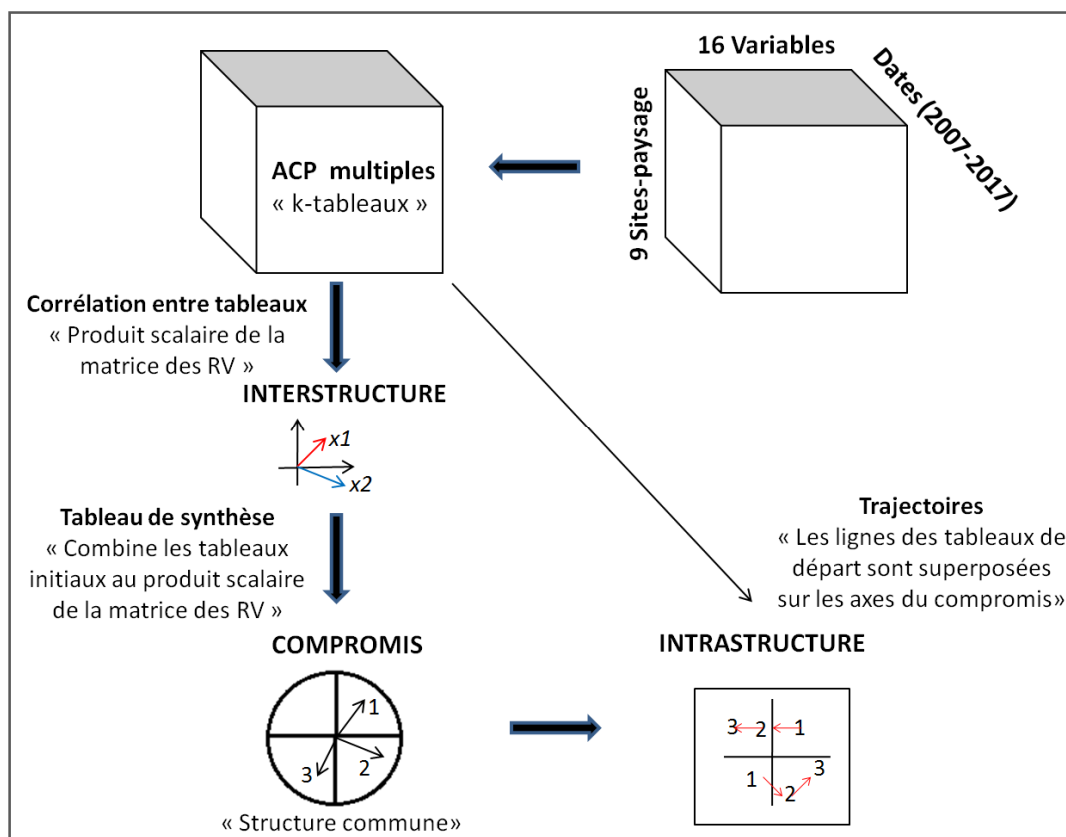 16 Variables
Dates (2007-2017)
9 Sites-paysage
ACP multiples
« k-tableaux »
Corrélation entre tableaux
« Produit scalaire de la
matrice des RV »
INTERSTRUCTURE
x1
x2
Tableau de synthèse
« Combine les tableaux
initiaux au produit scalaire
de la matrice des RV »
Trajectoires
« Les lignes des tableaux de
départ sont superposées
sur les axes du compromis»
COMPROMIS
1
2
3
« Structure commune»
INTRASTRUCTURE
3 2 1
1 2 3